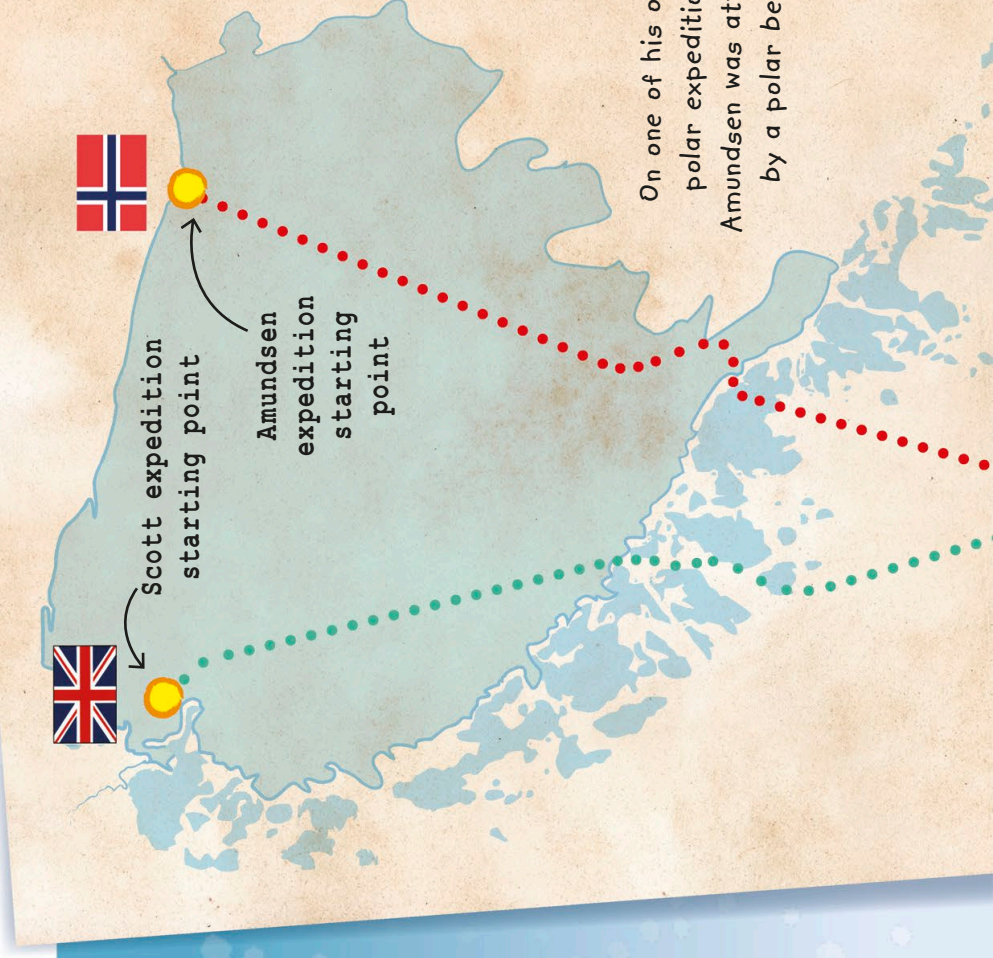 Scott expedition
starting point
Amundsen
expedition
starting
point
On one of his o
polar expeditio
Amundsen was at
by a polar be